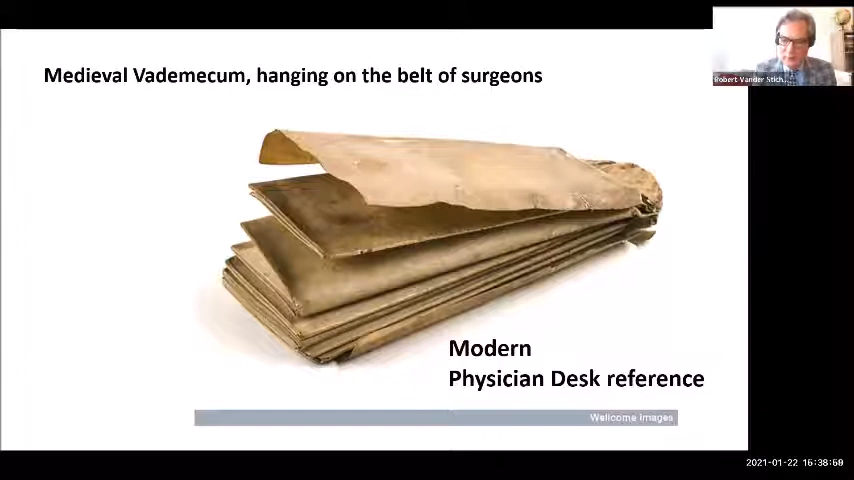 Medieval Vademecum, hanging on the belt of surgeons
Robert Vander Stich...
Modern
Physician Desk reference
Wellcome Images
2021-01-22 16:38:50